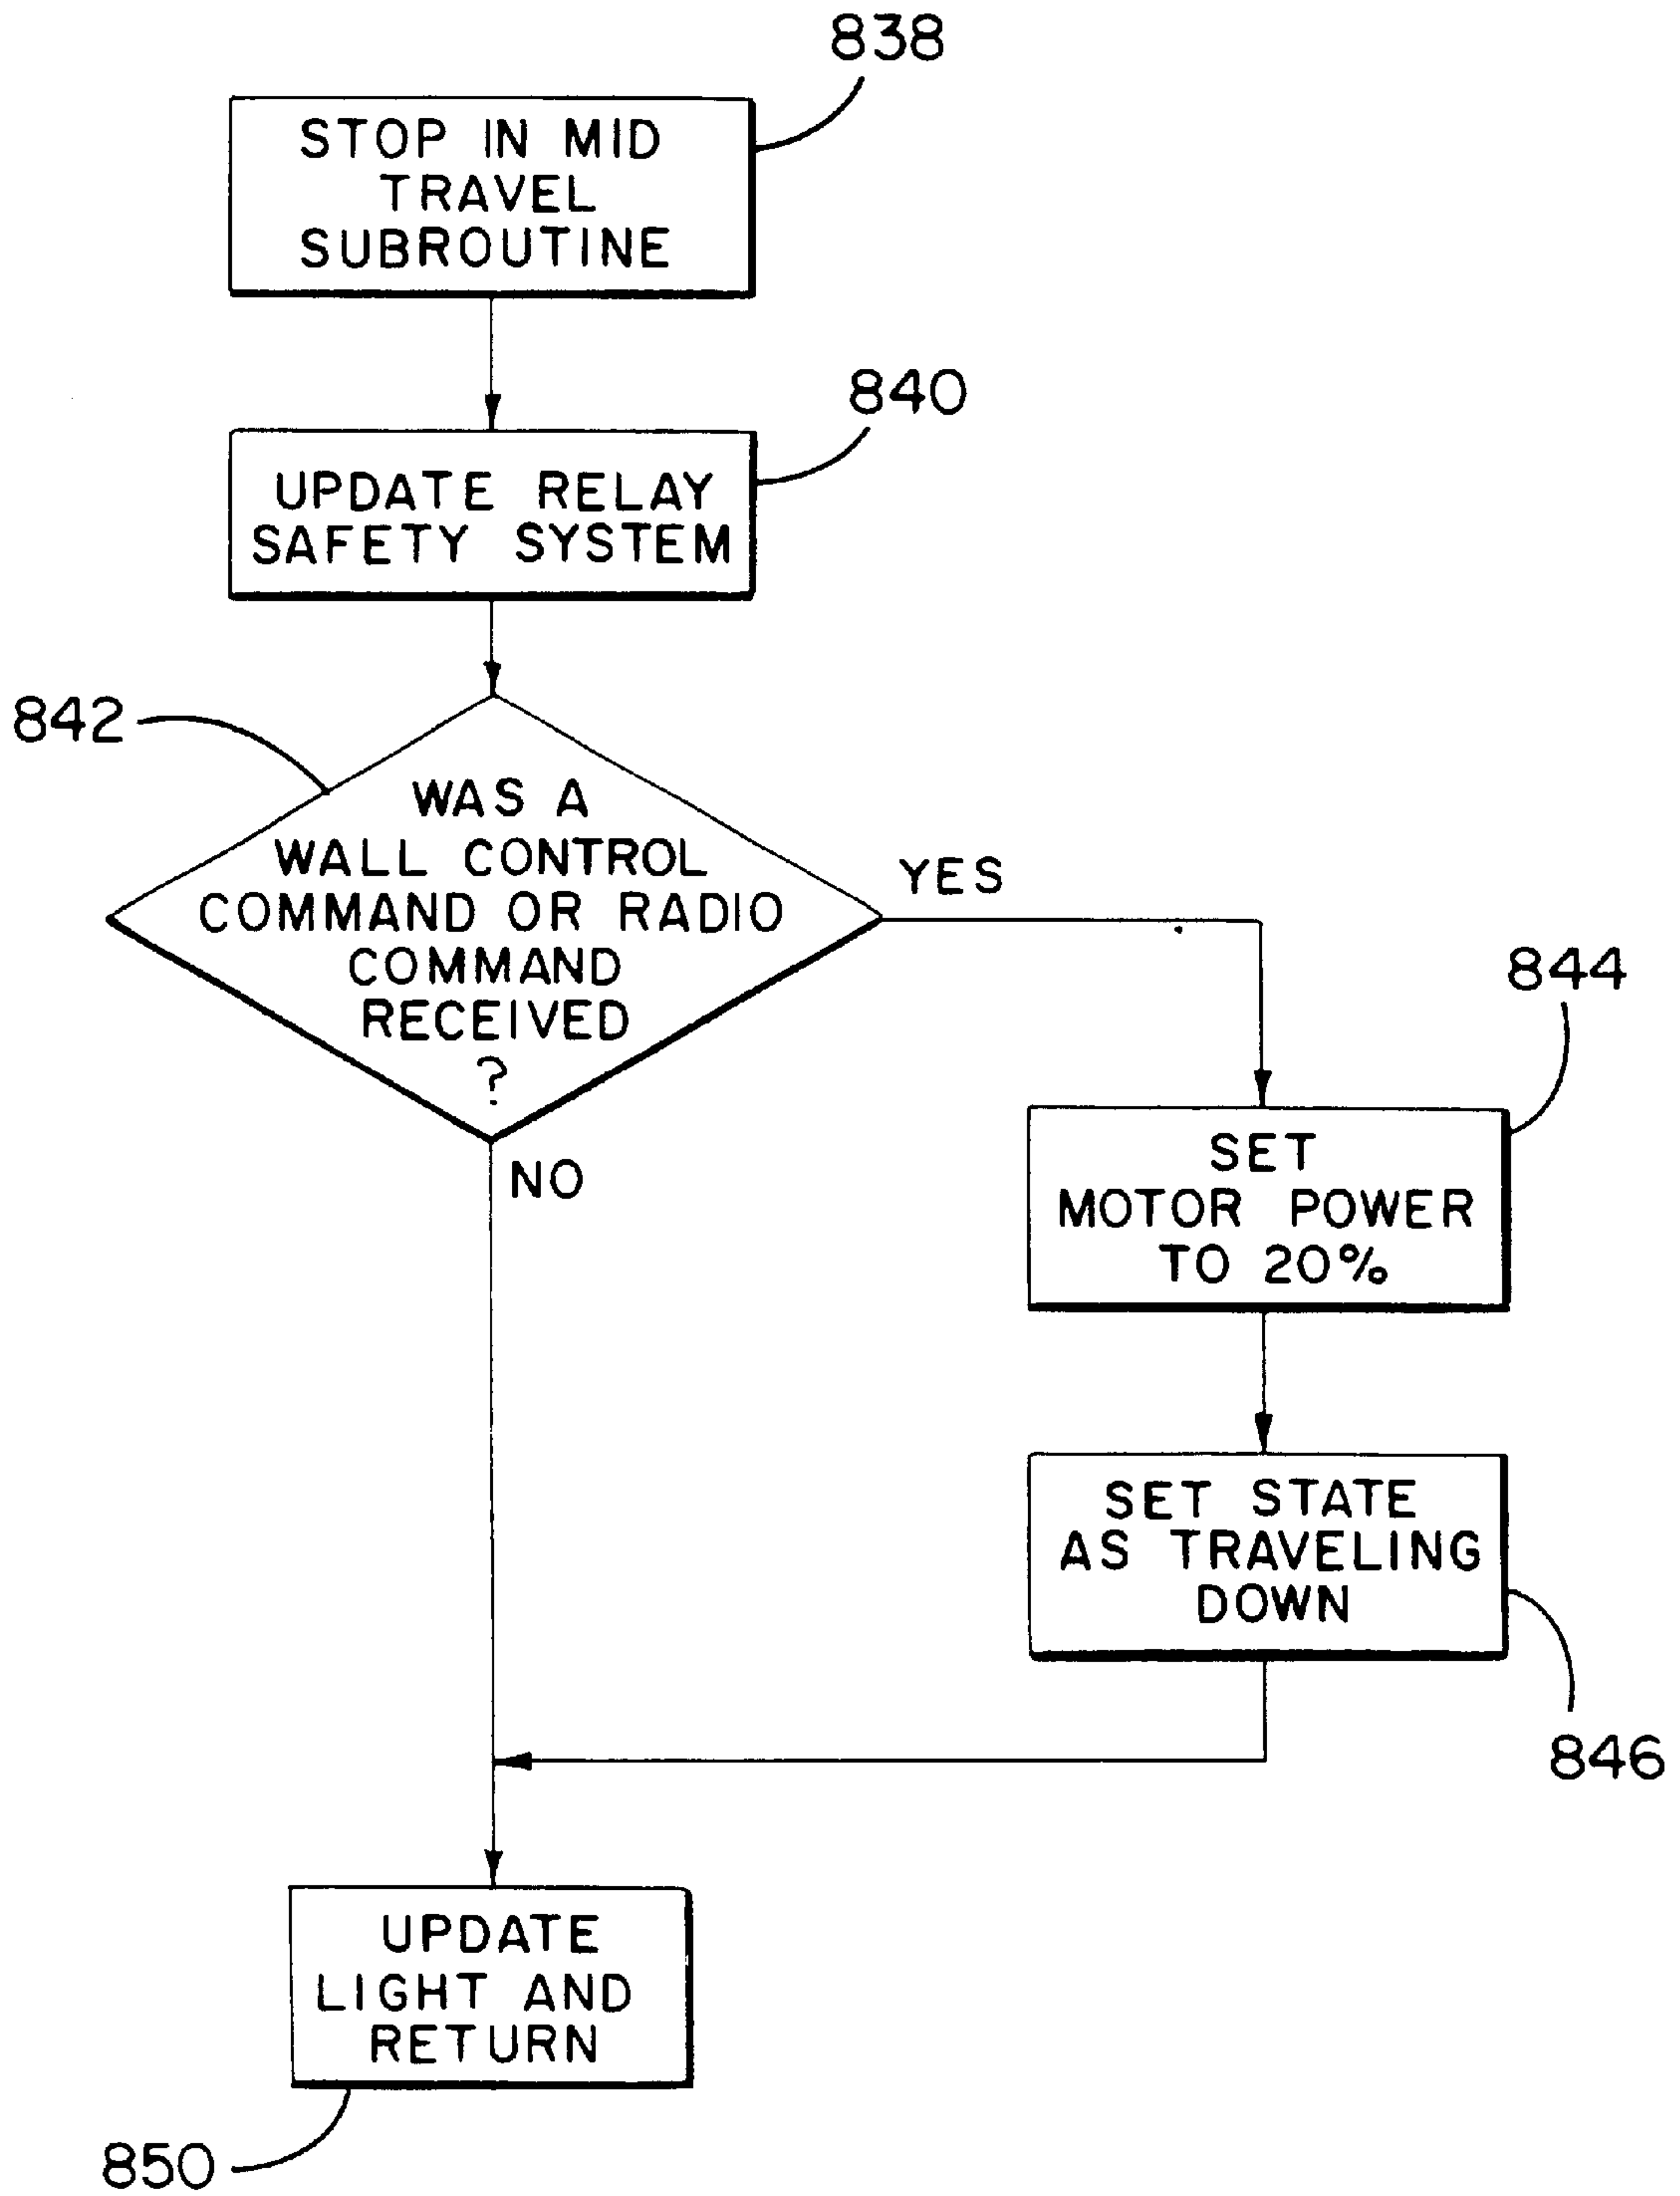 838
STOP IN MID
TRAVEL
SUBROUTINE
840
UPDATE RELAY
SAFETY SYSTEM
842
WAS A
WALL CONTROL
COMMAND OR RADIO
COMMAND
RECEIVED
?
YES
NO
844
SET
MOTOR POWER
TO 20%
SET STATE
AS TRAVELING
DOWN
846
UPDATE
LIGHT AND
RETURN
850